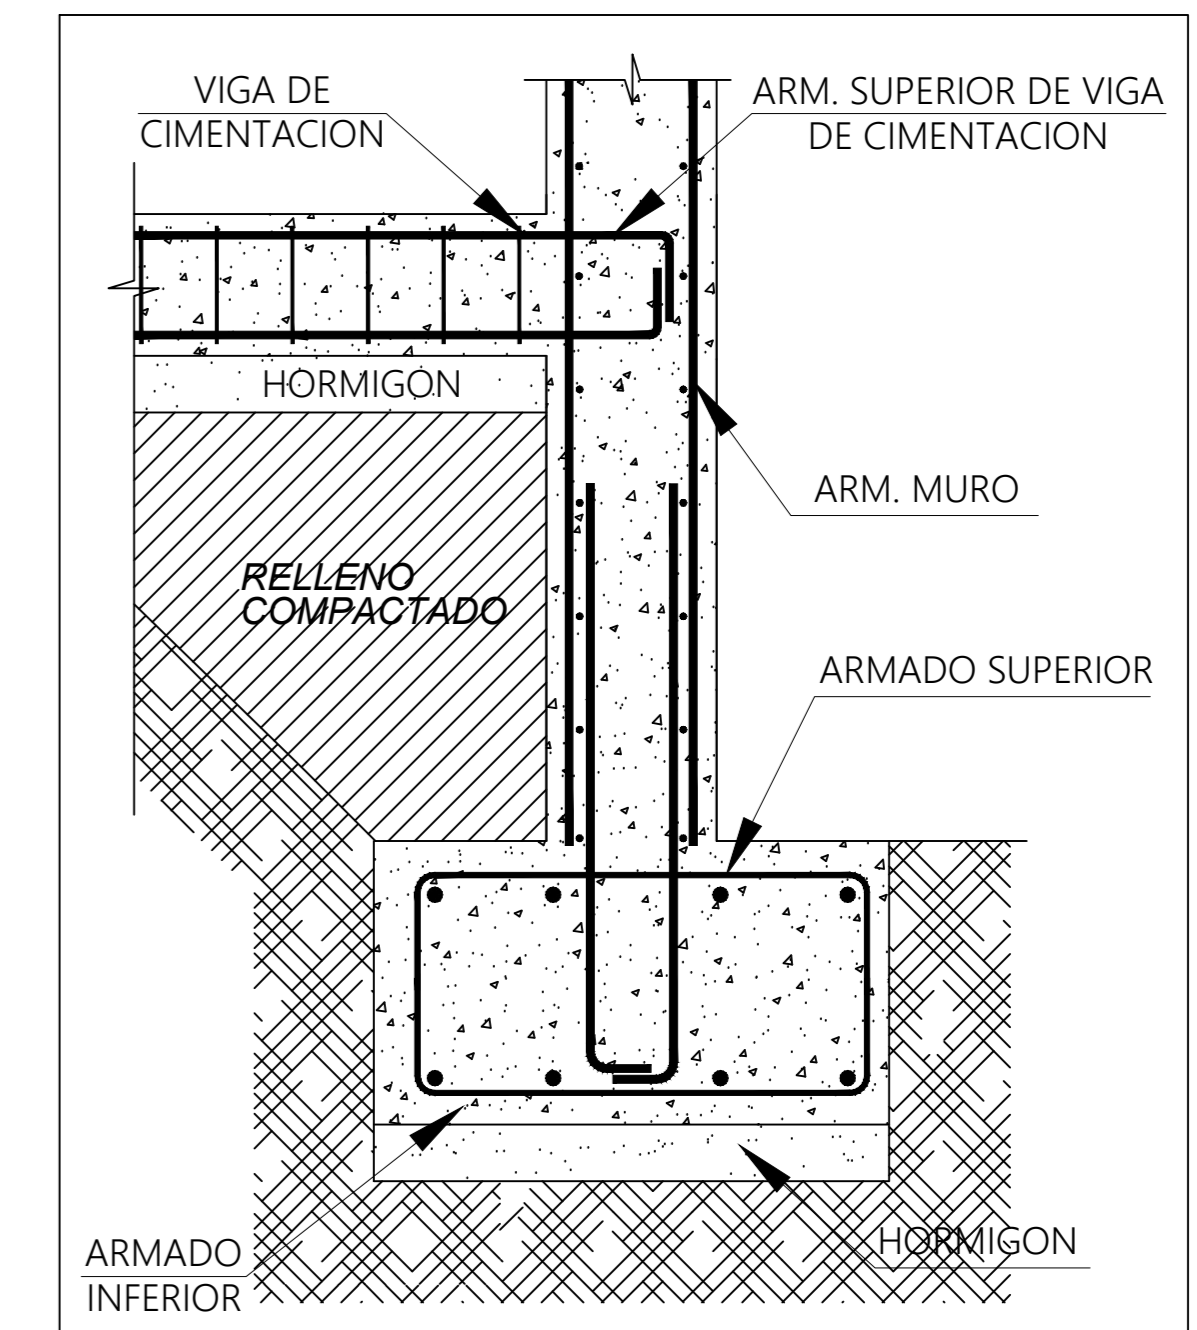 VIGA DE
CIMENTACION
ARM. SUPERIOR DE VIGA
DE CIMENTACION
HORMIGON
ARM. MURO
RELLENO
COMPACTADO
ARMADO SUPERIOR
HORMIGON
ARMADO
INFERIOR